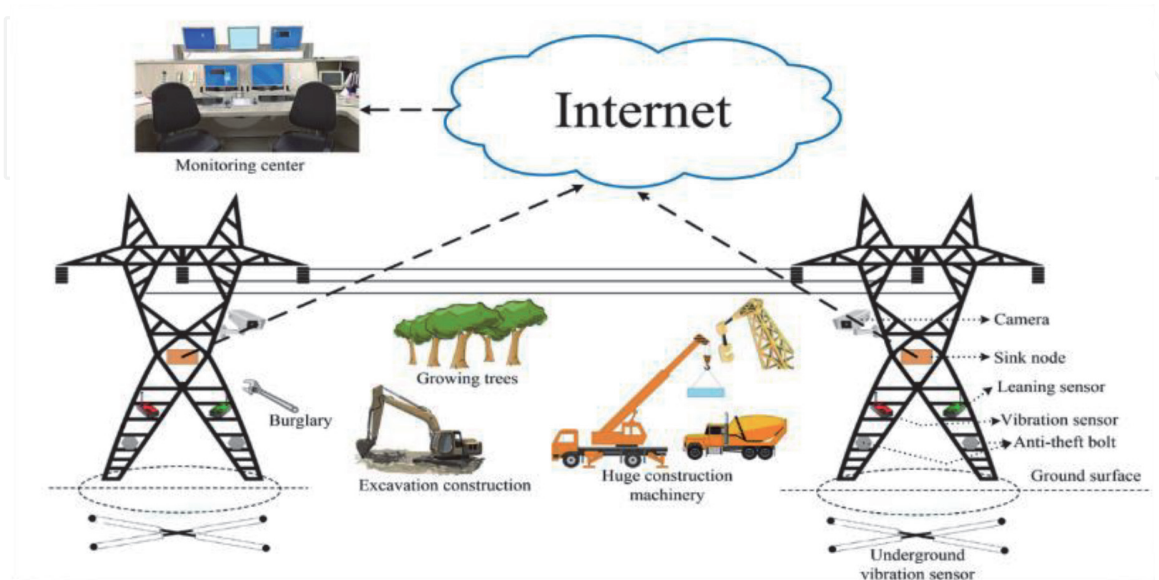 Internet
Monitoring center
Camera
Sink node
Growing trees
Leaning sensor
Burglary
Vibration sensor
Anti-theft bolt
Excavation construction
Huge construction
machinery
Ground surface
Underground
vibration sensor